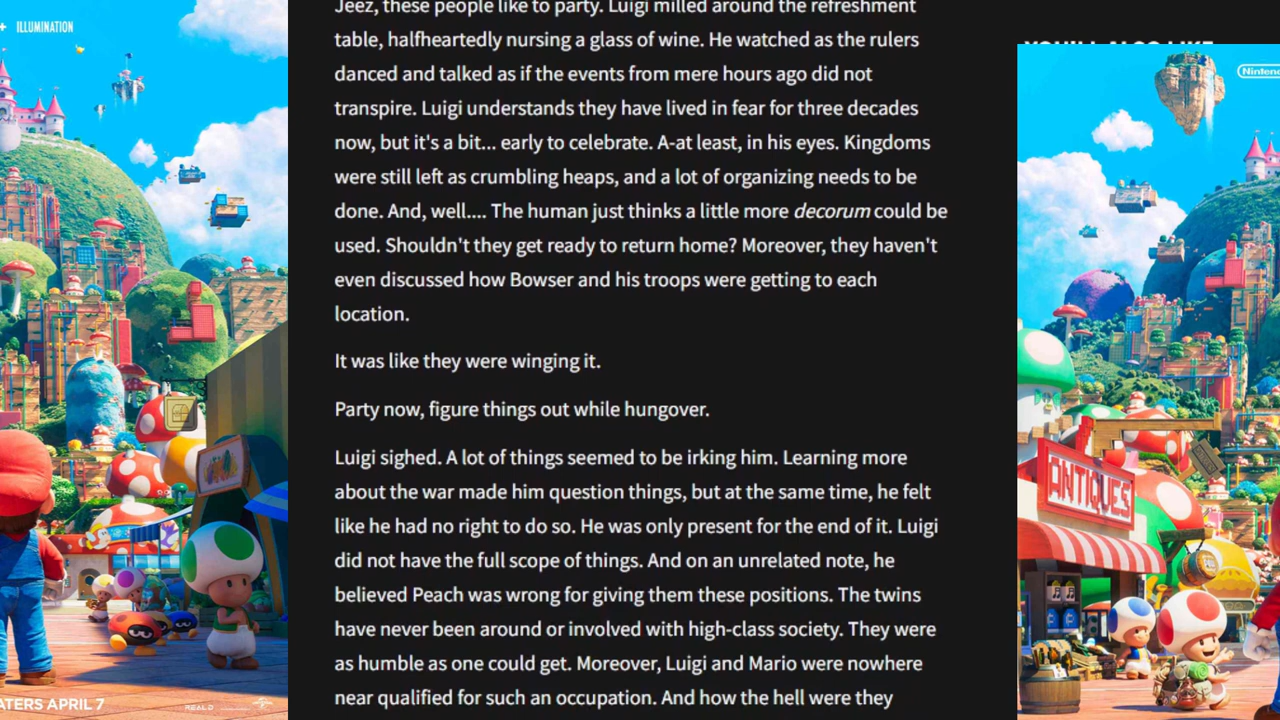 + ILLUMINATION
Jeez, these people like to party. Luigi milled around the refreshment
table, halfheartedly nursing a glass of wine. He watched as the rulers
danced and talked as if the events from mere hours ago did not
transpire. Luigi understands they have lived in fear for three decades
now, but it's a bit... early to celebrate. A-at least, in his eyes. Kingdoms
were still left as crumbling heaps, and a lot of organizing needs to be
done. And, well.... The human just thinks a little more decorum could be
used. Shouldn't they get ready to return home? Moreover, they haven't
even discussed how Bowser and his troops were getting to each
location.
It was like they were winging it.
Party now, figure things out while hungover.
Luigi sighed. A lot of things seemed to be irking him. Learning more
about the war made him question things, but at the same time, he felt
like he had no right to do so. He was only present for the end of it. Luigi
did not have the full scope of things. And on an unrelated note, he
believed Peach was wrong for giving them these positions. The twins
have never been around or involved with high-class society. They were
as humble as one could get. Moreover, Luigi and Mario were nowhere
near qualified for such an occupation. And how the hell were they
ATERS APRIL 7
REALD
YOU'LL ALSO LIKE
Ninten
ANTIQUES